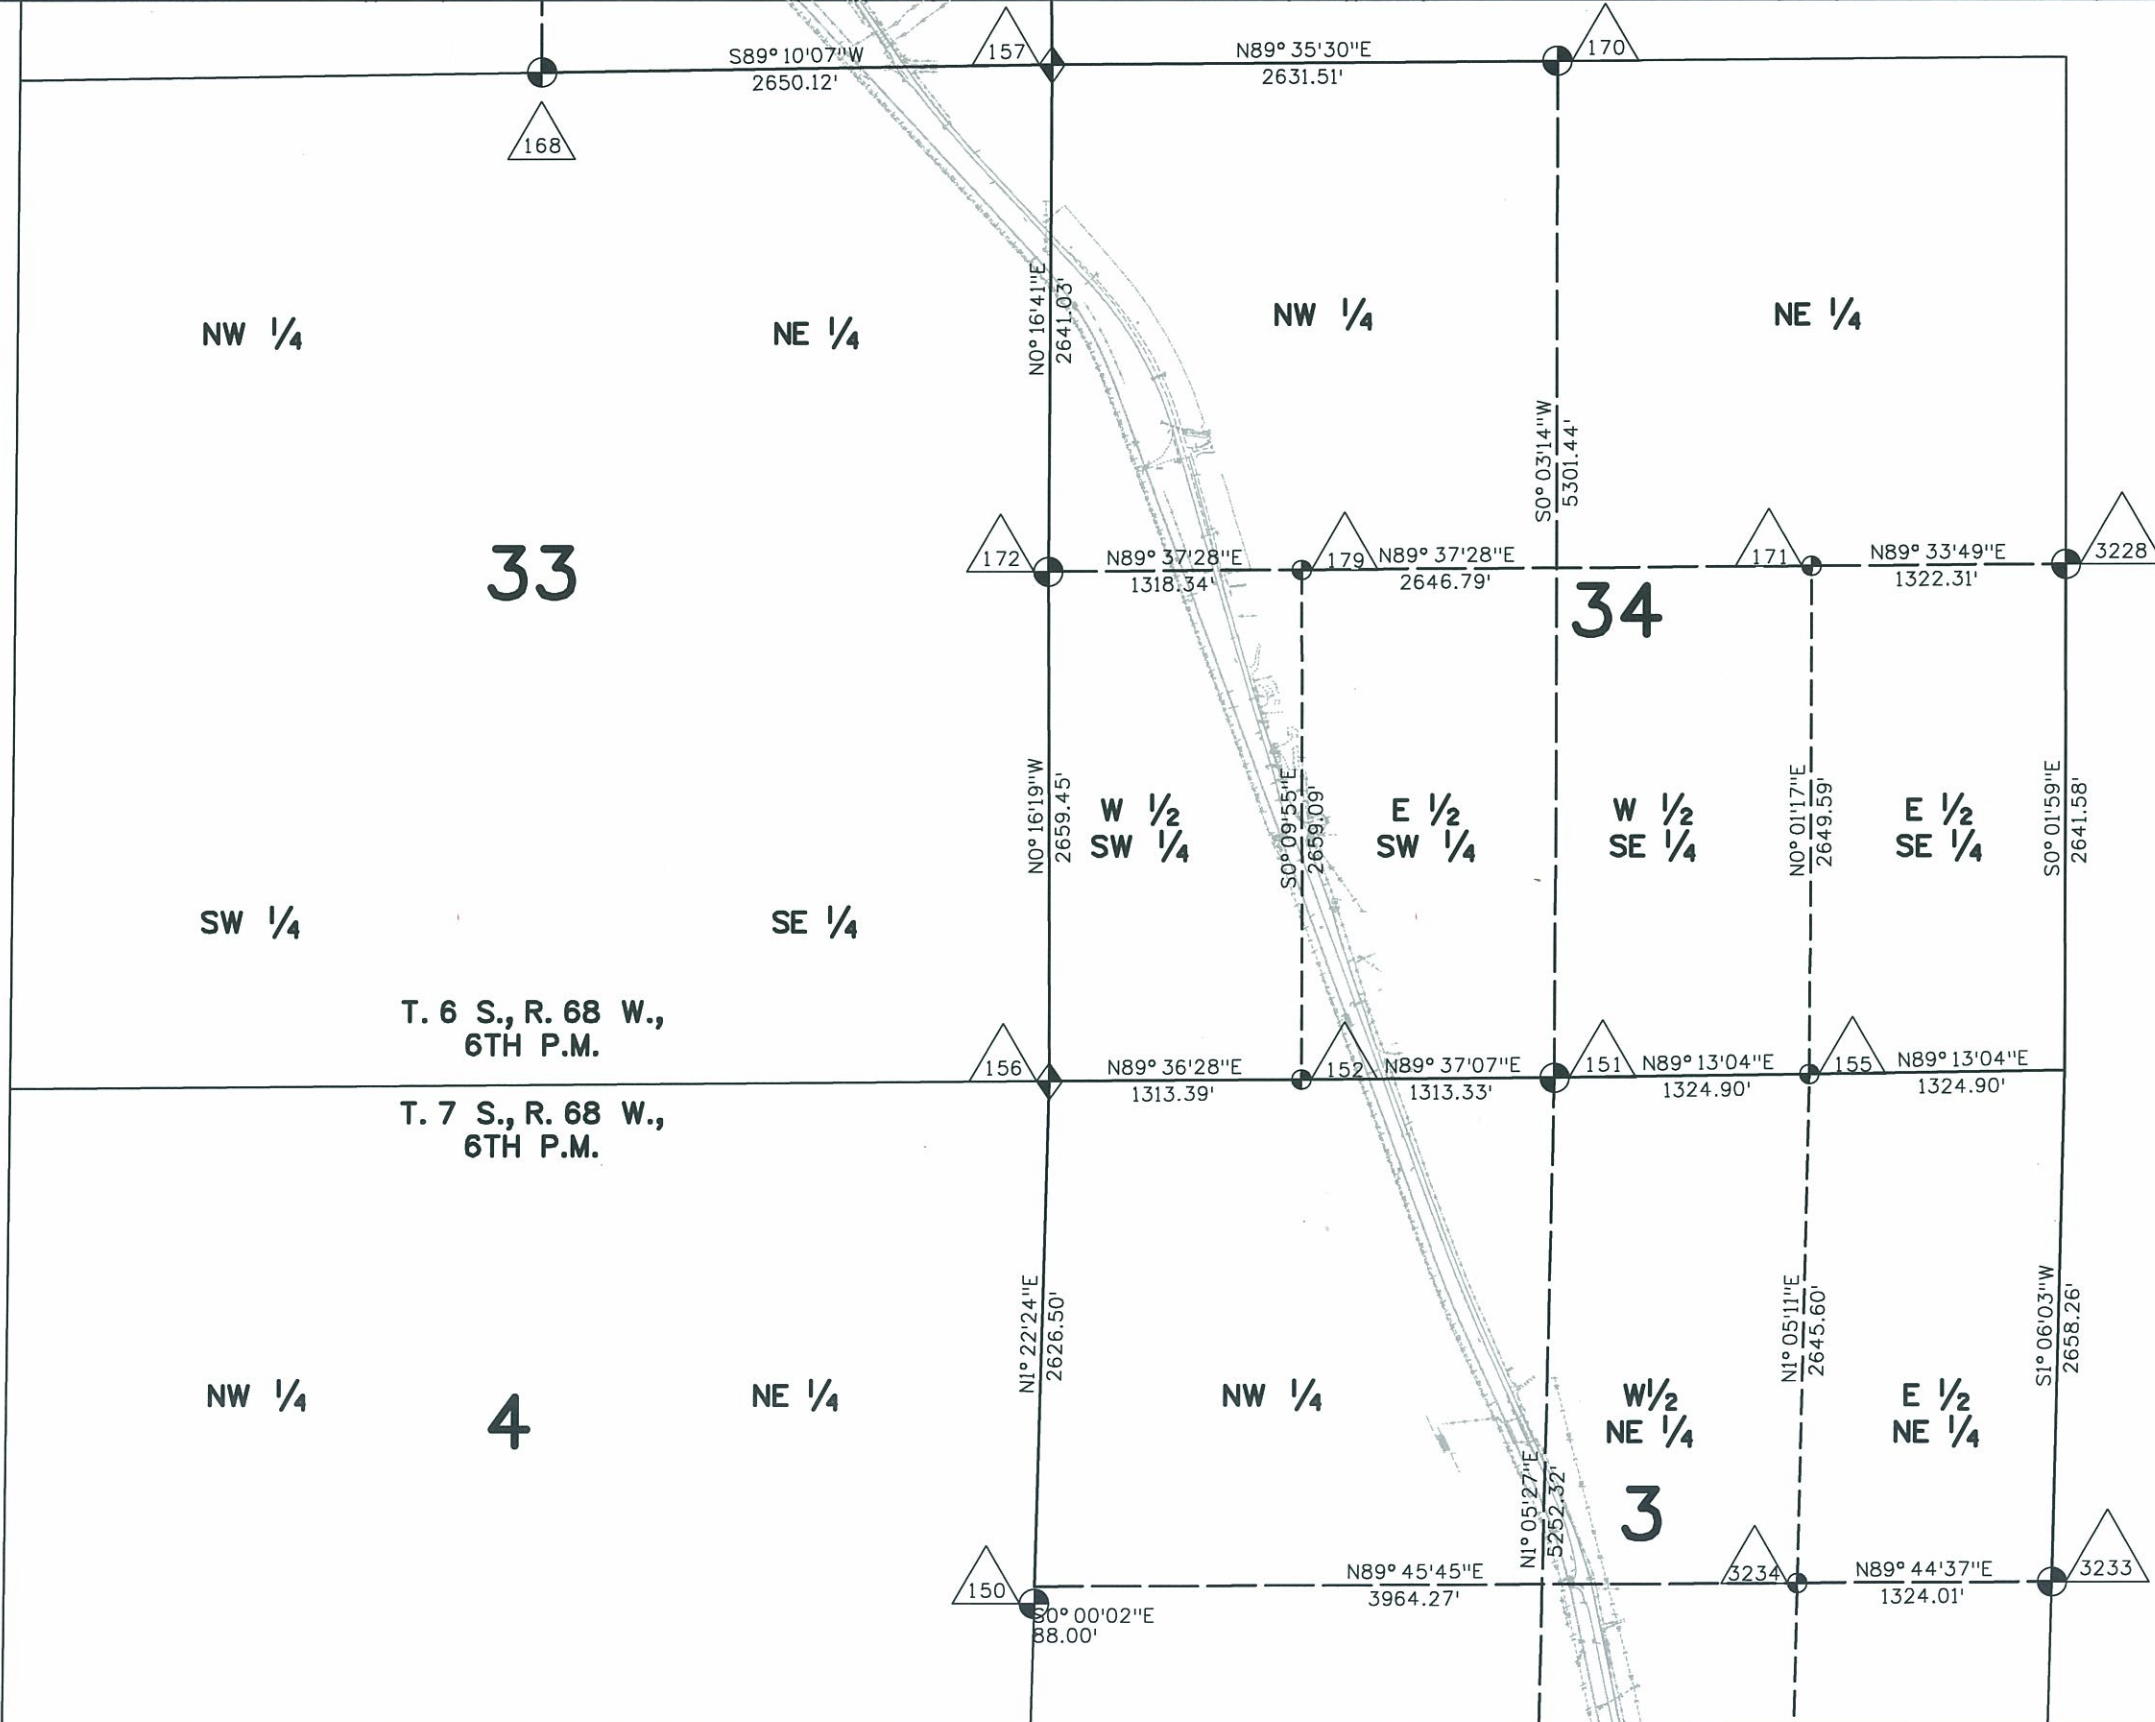 S89°10'07"W
2650.12'
157
N89°35'30"E
2631.51'
170
168
N0°16'41"E
2641.03'
NW ¼
NE ¼
NW ¼
NE ¼
S0°03'14"W
5301.44'
33
172
N89°37'28"E
1318.34'
179
N89°37'28"E
2646.79'
171
N89°33'49"E
1322.31'
3228
34
N0°16'19"W
2659.45'
W ½
SW ¼
S0°09'55"E
2659.09'
E ½
SW ¼
W ½
SE ¼
N0°01'17"E
2649.59'
E ½
SE ¼
S0°01'59"E
2641.58'
SW ¼
SE ¼
T. 6 S., R. 68 W.,
6TH P.M.
156
N89°36'28"E
1313.39'
152
N89°37'07"E
1313.33'
151
N89°13'04"E
1324.90'
155
N89°13'04"E
1324.90'
T. 7 S., R. 68 W.,
6TH P.M.
N1°22'24"E
2626.50'
NW ¼
4
NE ¼
NW ¼
N1°05'27"E
5252.32'
W½
NE ¼
N1°05'11"E
2645.60'
E ½
NE ¼
S1°06'03"W
2658.26'
3
150
S0°00'02"E
88.00'
N89°45'45"E
3964.27'
3234
N89°44'37"E
1324.01'
3233